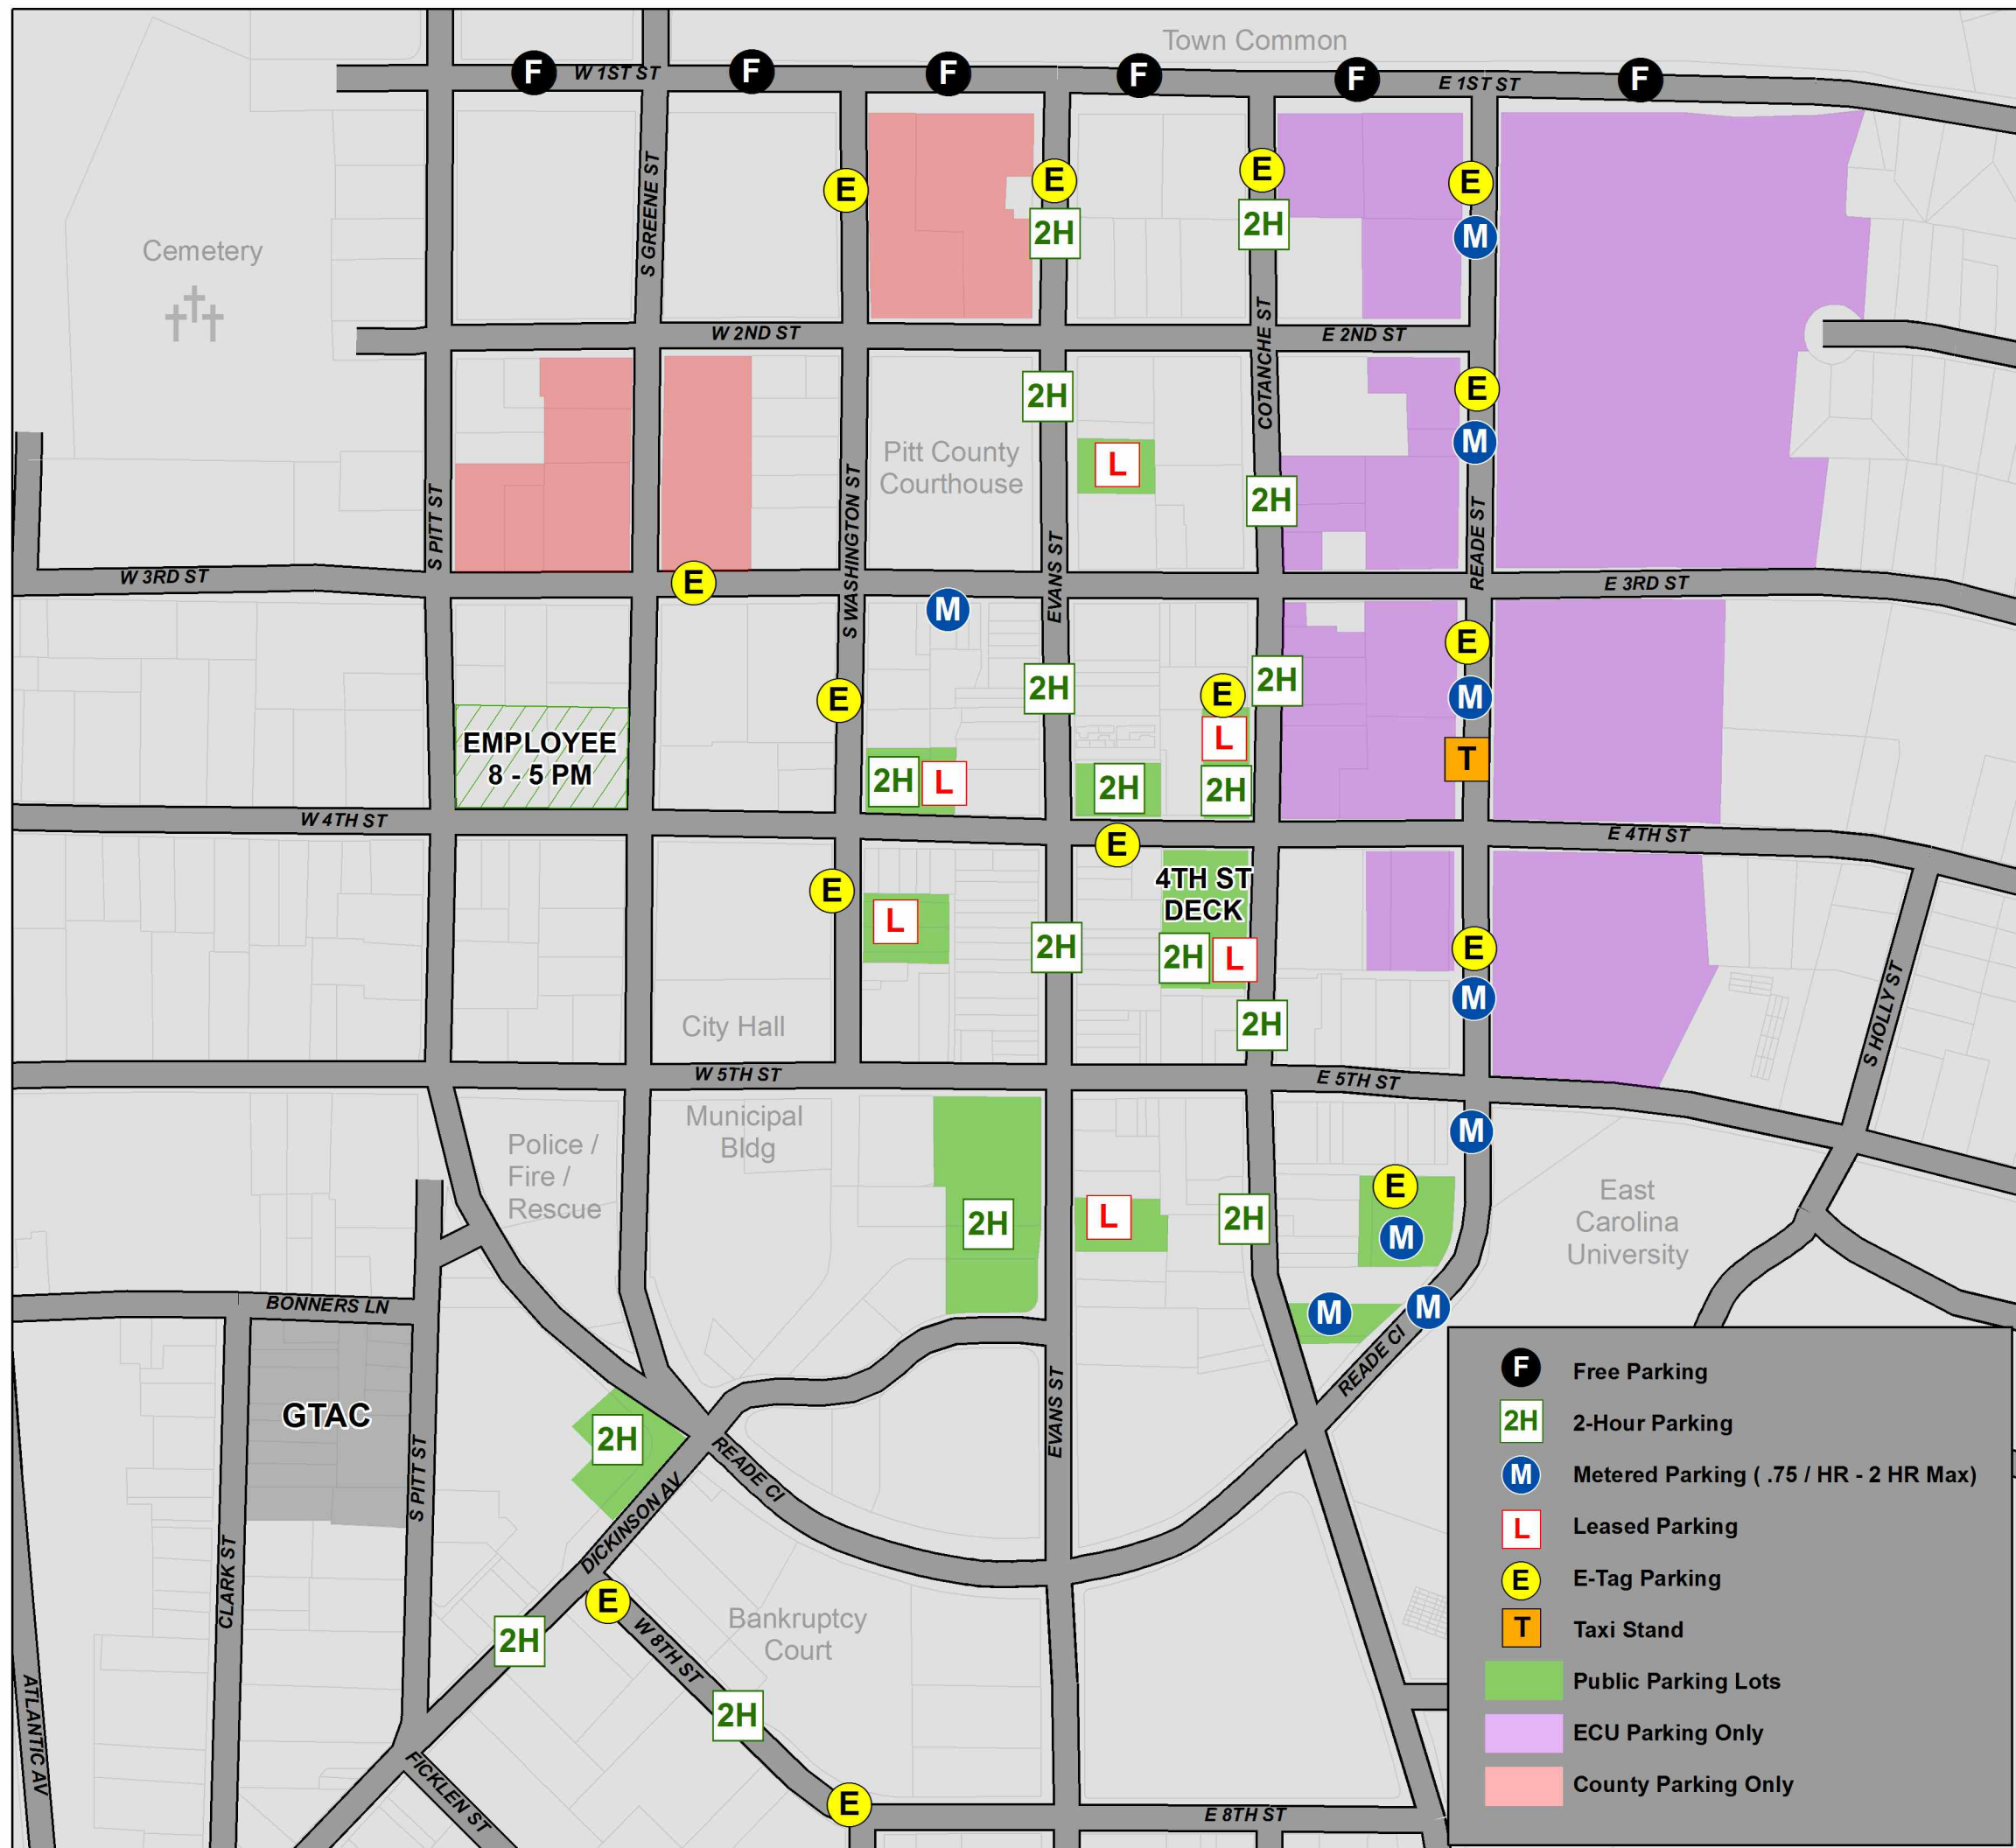 Town Common
F
W 1ST ST
F
F
F
F
E 1ST ST
F
E
E
2H
E
2H
E
M
S GREENE ST
Cemetery
W 2ND ST
E 2ND ST
COTANCHE ST
2H
E
M
Pitt County
Courthouse
L
2H
S PITT ST
S WASHINGTON ST
EVANS ST
READE ST
W 3RD ST
E
M
E 3RD ST
E
2H
E
2H
E
M
T
L
EMPLOYEE
8 - 5 PM
2H
L
2H
2H
W 4TH ST
E
E 4TH ST
E
L
2H
4TH ST
DECK
2H
L
E
M
2H
City Hall
S HOLLY ST
W 5TH ST
E 5TH ST
Municipal
Bldg
Police /
Fire /
Rescue
M
2H
L
2H
E
M
East
Carolina
University
BONNERS LN
M
M
READE CI
GTAC
2H
READE CI
EVANS ST
S PITT ST
DICKINSON AV
CLARK ST
E
2H
W 8TH ST
Bankruptcy
Court
2H
ATLANTIC AV
FICKLEN ST
E
E 8TH ST
F Free Parking
2H 2-Hour Parking
M Metered Parking ( .75 / HR - 2 HR Max)
L Leased Parking
E E-Tag Parking
T Taxi Stand
Public Parking Lots
ECU Parking Only
County Parking Only